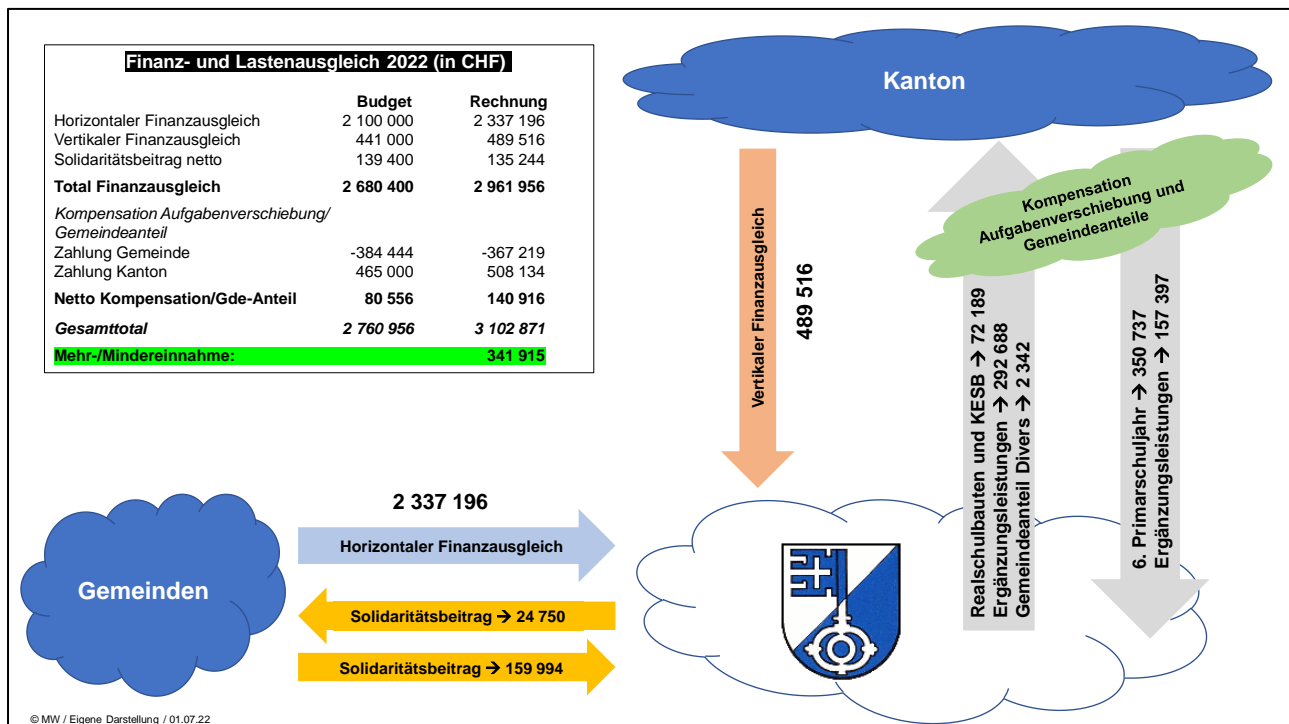 Finanz- und Lastenausgleich 2022 (in CHF)
Budget Rechnung
Horizontaler Finanzausgleich 2 100 000 2 337 196
Vertikaler Finanzausgleich 441 000 489 516
Solidaritätsbeitrag netto 139 400 135 244
Total Finanzausgleich 2 680 400 2 961 956
Kompensation Aufgabenverschiebung/
Gemeindeanteil
Zahlung Gemeinde -384 444 -367 219
Zahlung Kanton 465 000 508 134
Netto Kompensation/Gde-Anteil 80 556 140 916
Gesamttotal 2 760 956 3 102 871
Mehr-/Mindereinnahme: 341 915
Kanton
Kompensation
Aufgabenverschiebung und
Gemeindeanteile
Vertikaler Finanzausgleich
489 516
Realschulbauten und KESB → 72 189
Ergänzungsleistungen → 292 688
Gemeindeanteil Divers → 2 342
6. Primarschuljahr → 350 737
Ergänzungsleistungen → 157 397
2 337 196
Horizontaler Finanzausgleich
Gemeinden
Solidaritätsbeitrag → 24 750
Solidaritätsbeitrag → 159 994
© MW / Eigene Darstellung / 01.07.22